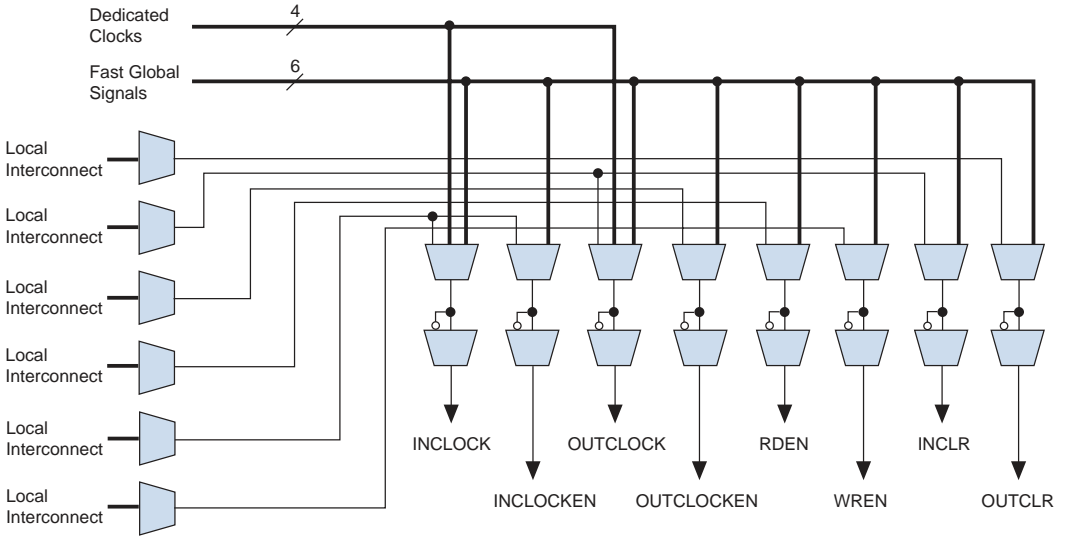 Dedicated
Clocks
4
Fast Global
Signals
6
Local
Interconnect
Local
Interconnect
Local
Interconnect
Local
Interconnect
Local
Interconnect
Local
Interconnect
INCLOCK
OUTCLOCK
RDEN
INCLR
INCLOCKEN
OUTCLOCKEN
WREN
OUTCLR